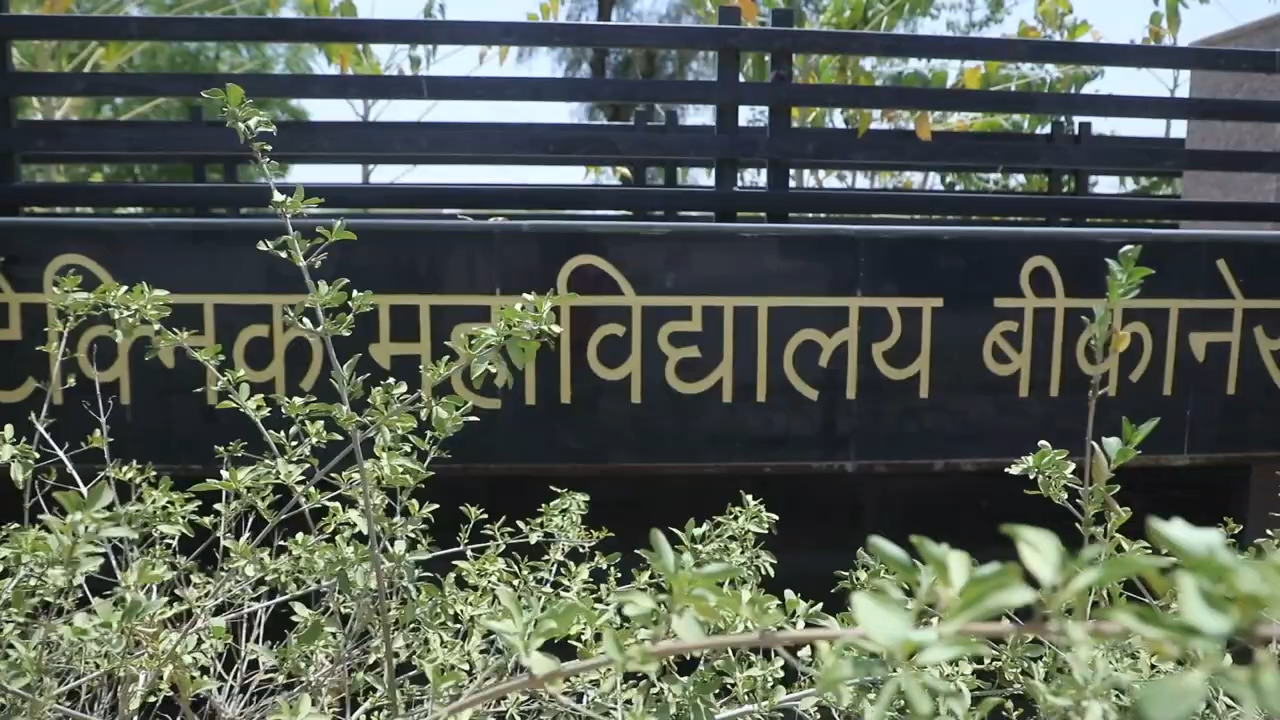 टेक्निक महाविद्यालय बीकानेर